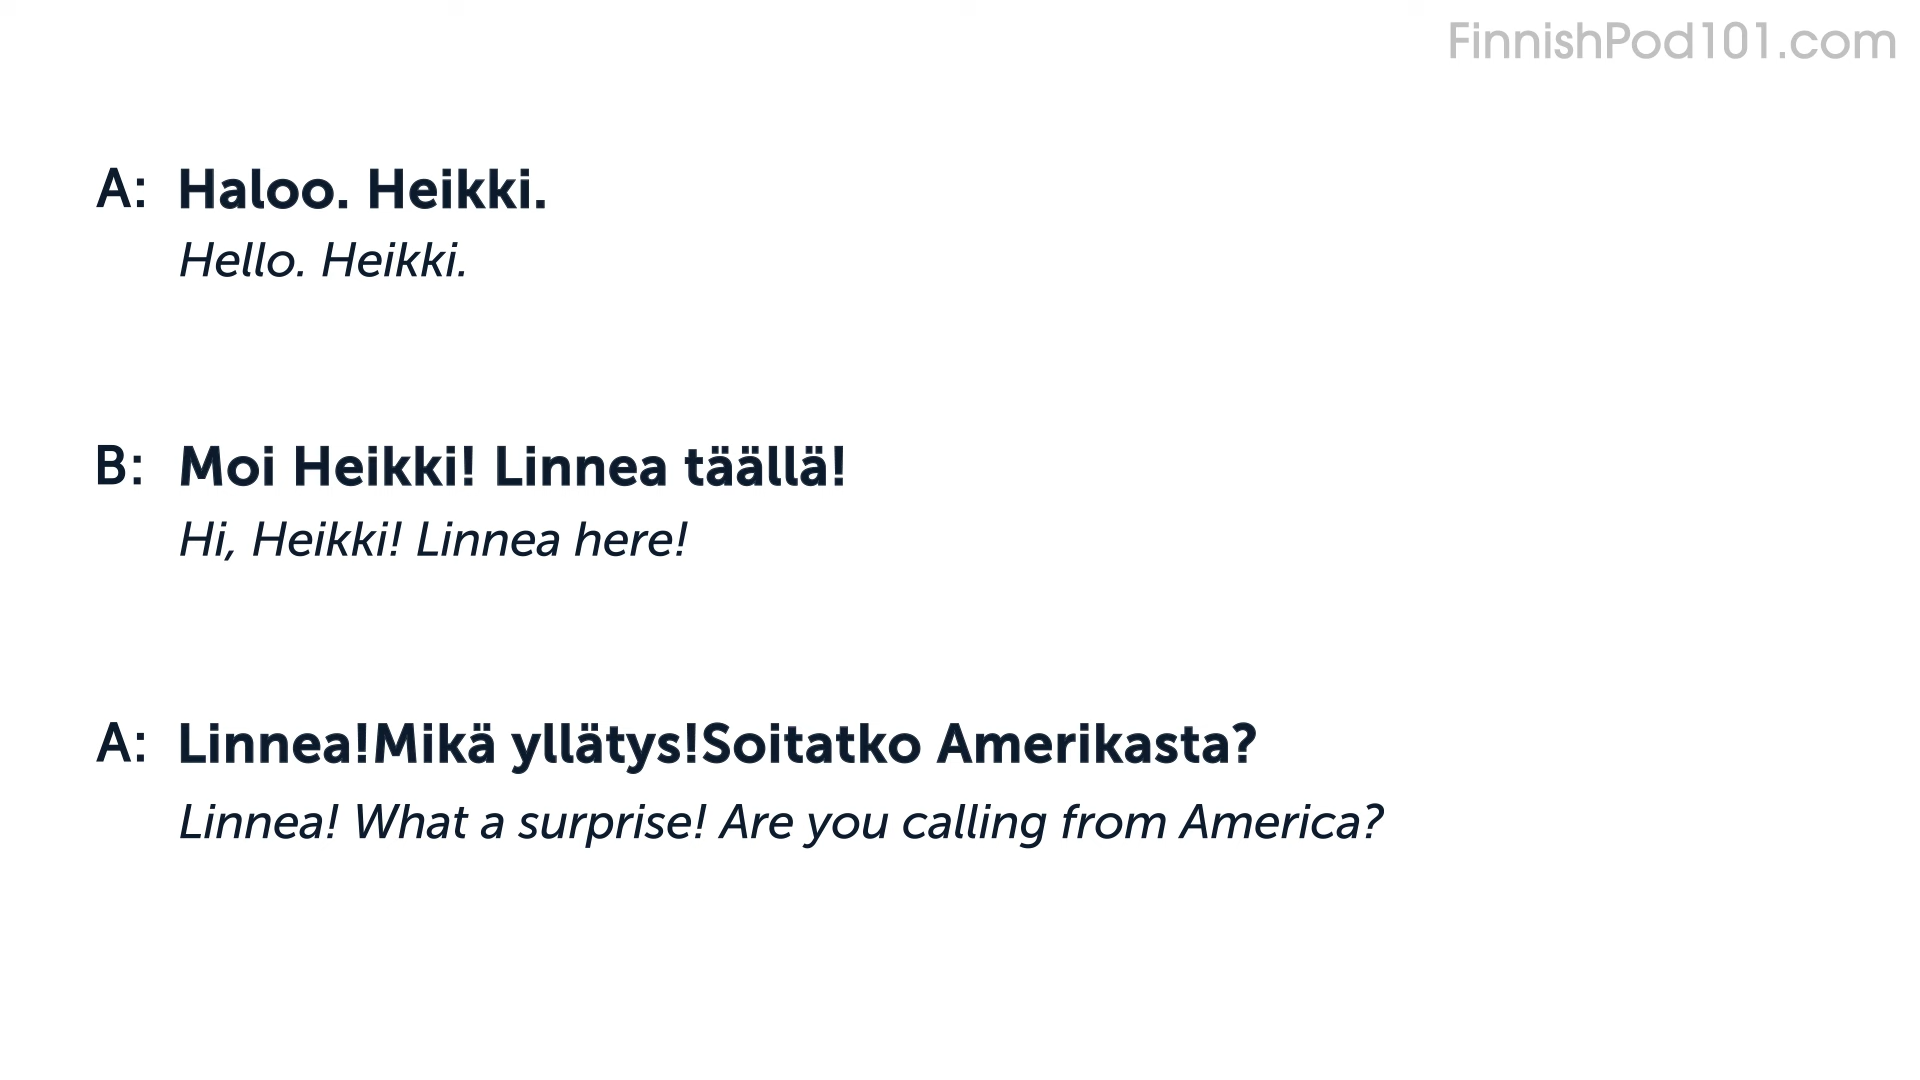 FinnishPod101.com
A: Haloo. Heikki.
Hello. Heikki.
B: Moi Heikki! Linnea täällä!
Hi, Heikki! Linnea here!
A: Linnea!Mikä yllätys!Soitatko Amerikasta?
Linnea! What a surprise! Are you calling from America?